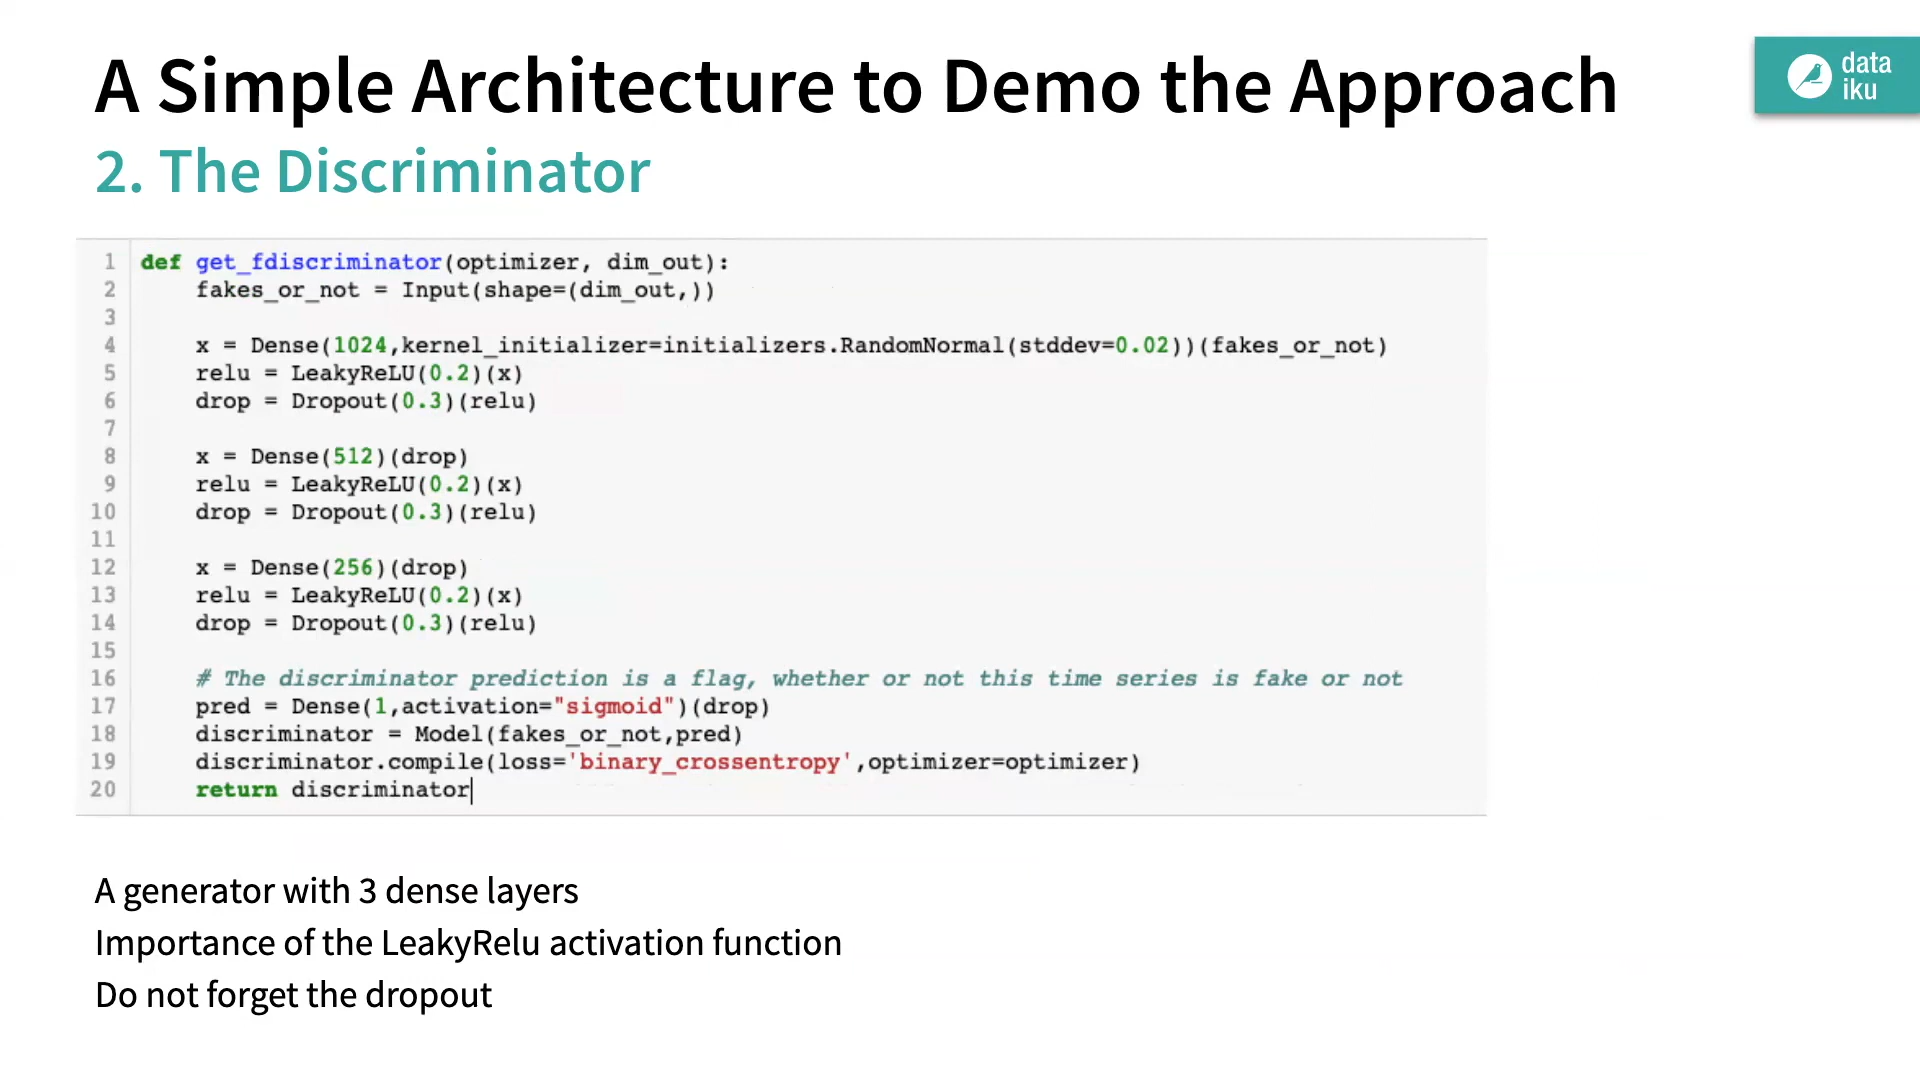 A Simple Architecture to Demo the Approach
data
iku
2. The Discriminator
1 def get_fdiscriminator(optimizer, dim_out):
2     fakes_or_not = Input(shape=(dim_out,))
3
4     x = Dense(1024,kernel_initializer=initializers.RandomNormal(stddev=0.02))(fakes_or_not)
5     relu = LeakyReLU(0.2)(x)
6     drop = Dropout(0.3)(relu)
7
8     x = Dense(512)(drop)
9     relu = LeakyReLU(0.2)(x)
10     drop = Dropout(0.3)(relu)
11
12     x = Dense(256)(drop)
13     relu = LeakyReLU(0.2)(x)
14     drop = Dropout(0.3)(relu)
15
16     # The discriminator prediction is a flag, whether or not this time series is fake or not
17     pred = Dense(1,activation="sigmoid")(drop)
18     discriminator = Model(fakes_or_not,pred)
19     discriminator.compile(loss='binary_crossentropy',optimizer=optimizer)
20     return discriminator
A generator with 3 dense layers
Importance of the LeakyRelu activation function
Do not forget the dropout